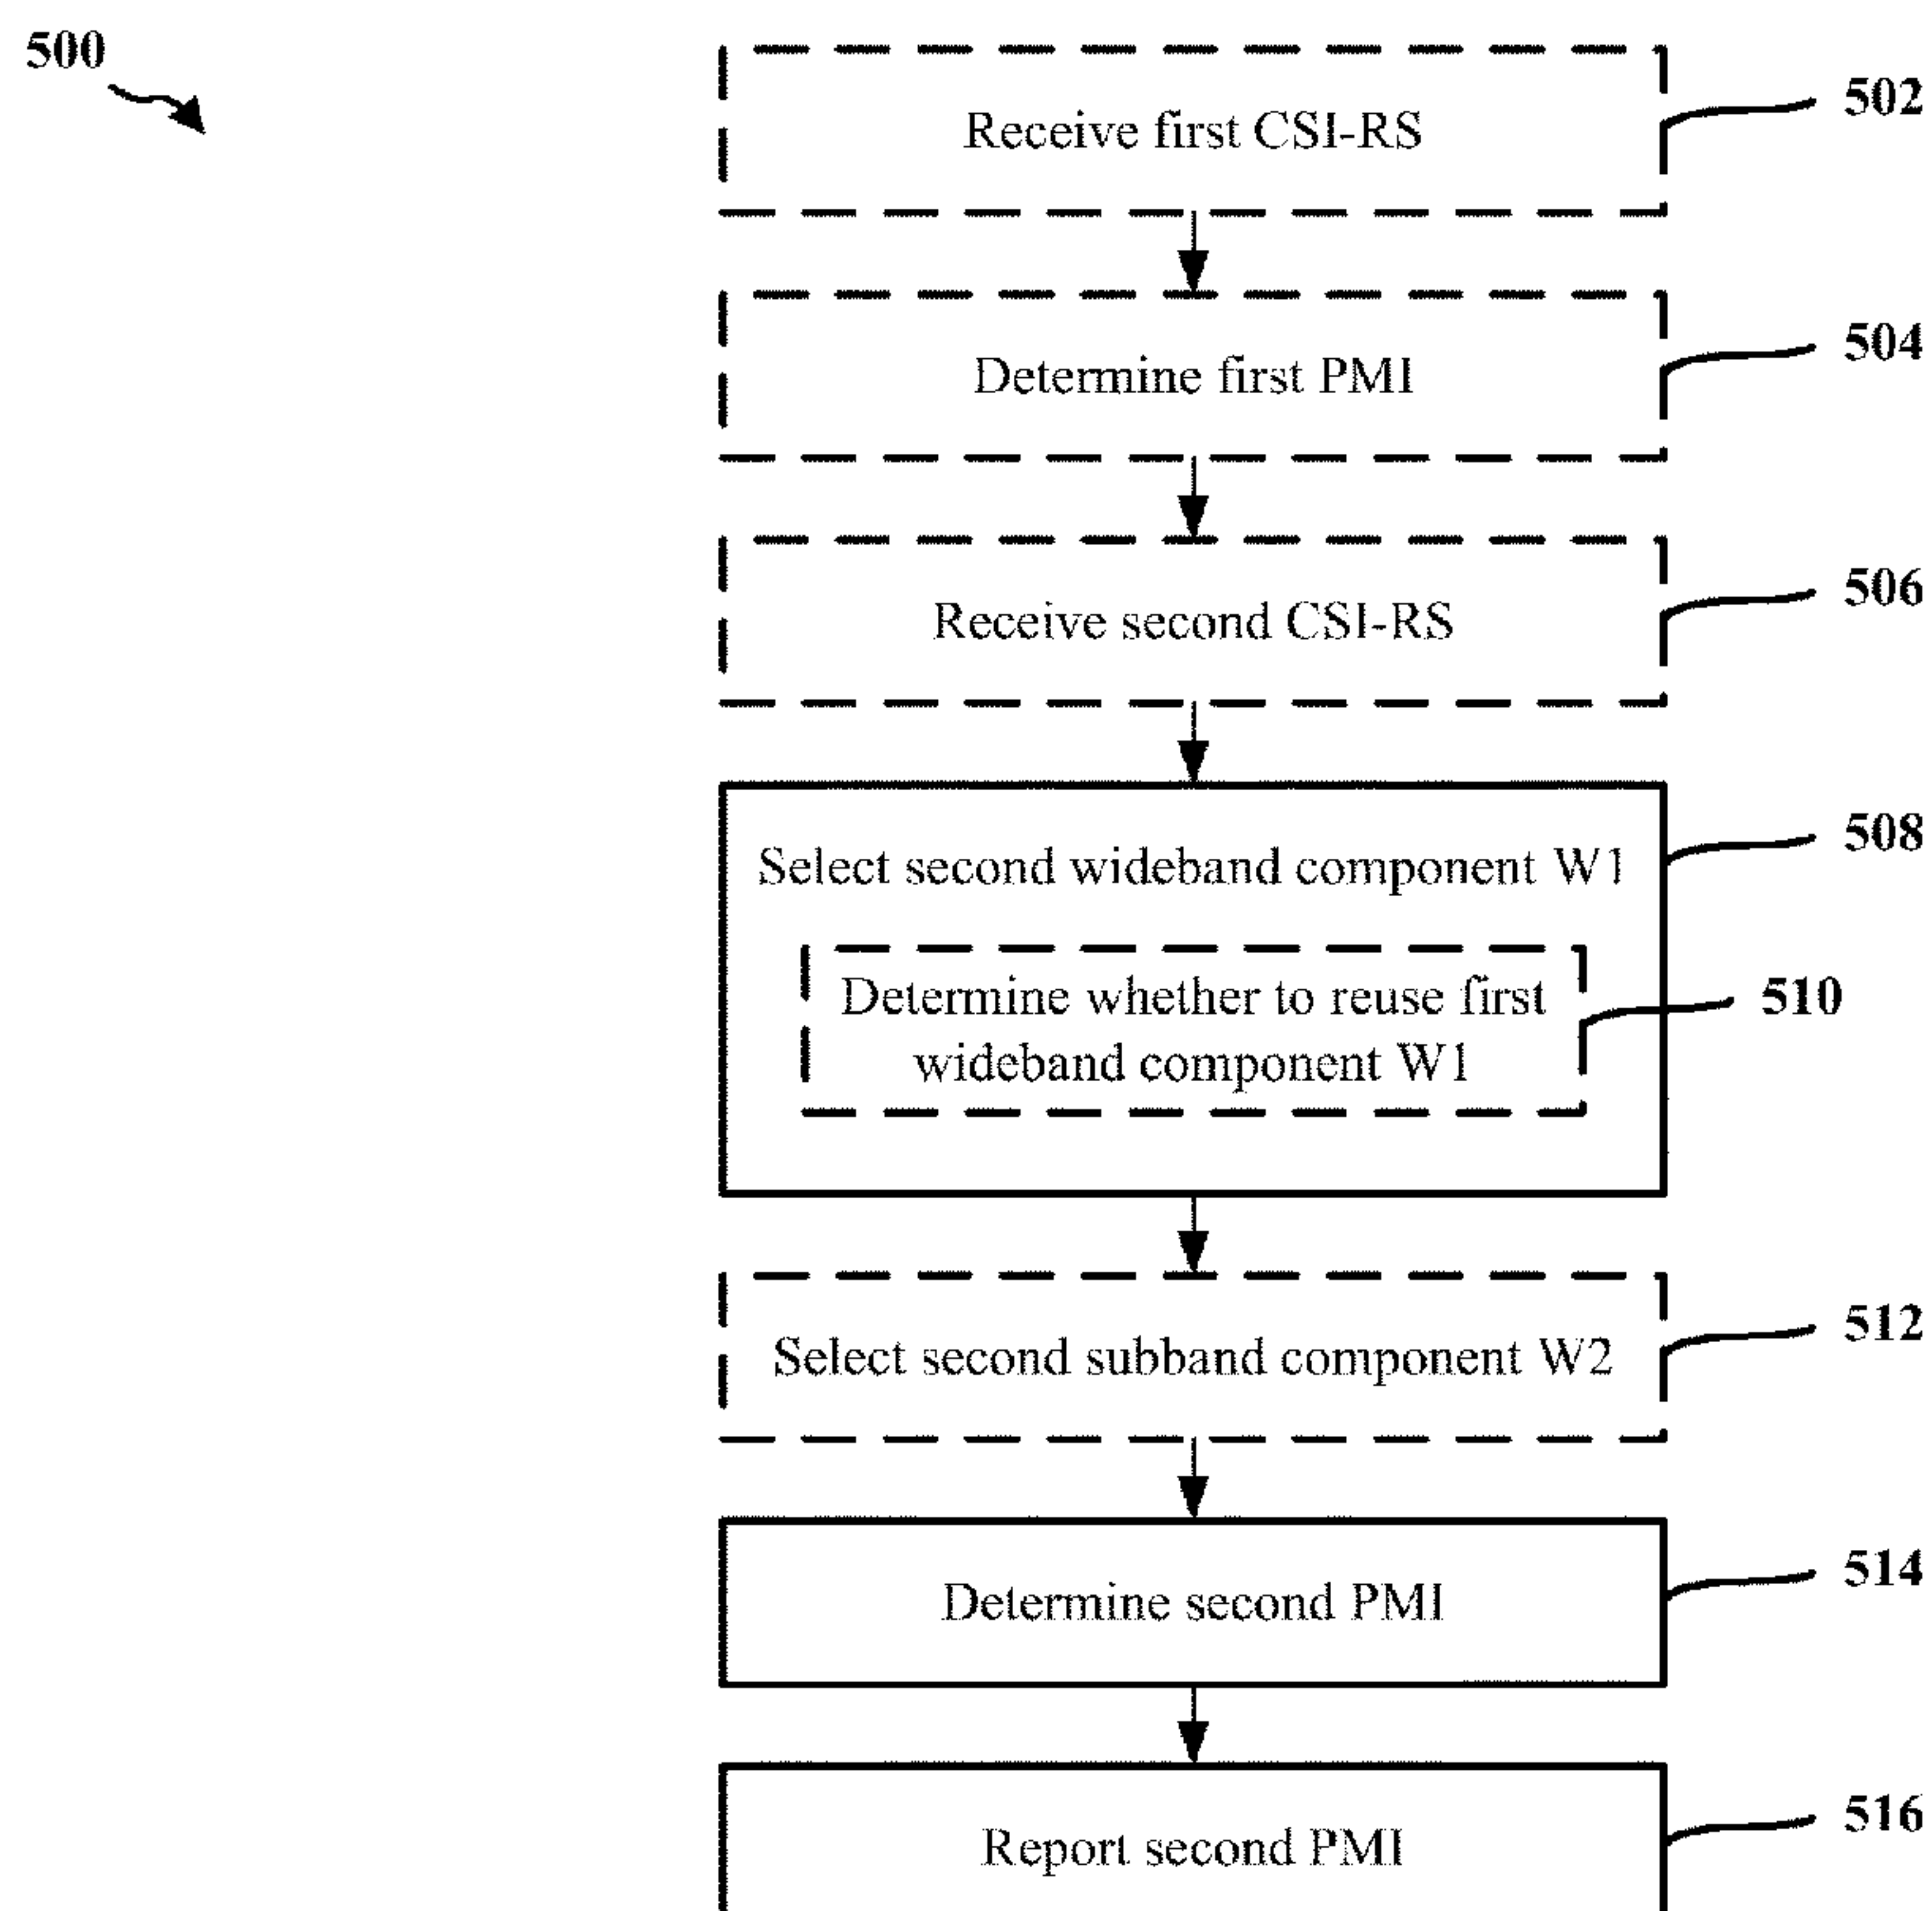 500
Receive first CSI-RS
502
Determine first PMI
504
Receive second CSI-RS
506
Select second wideband component W1
508
Determine whether to reuse first
wideband component W1
510
Select second subband component W2
512
Determine second PMI
514
Report second PMI
516